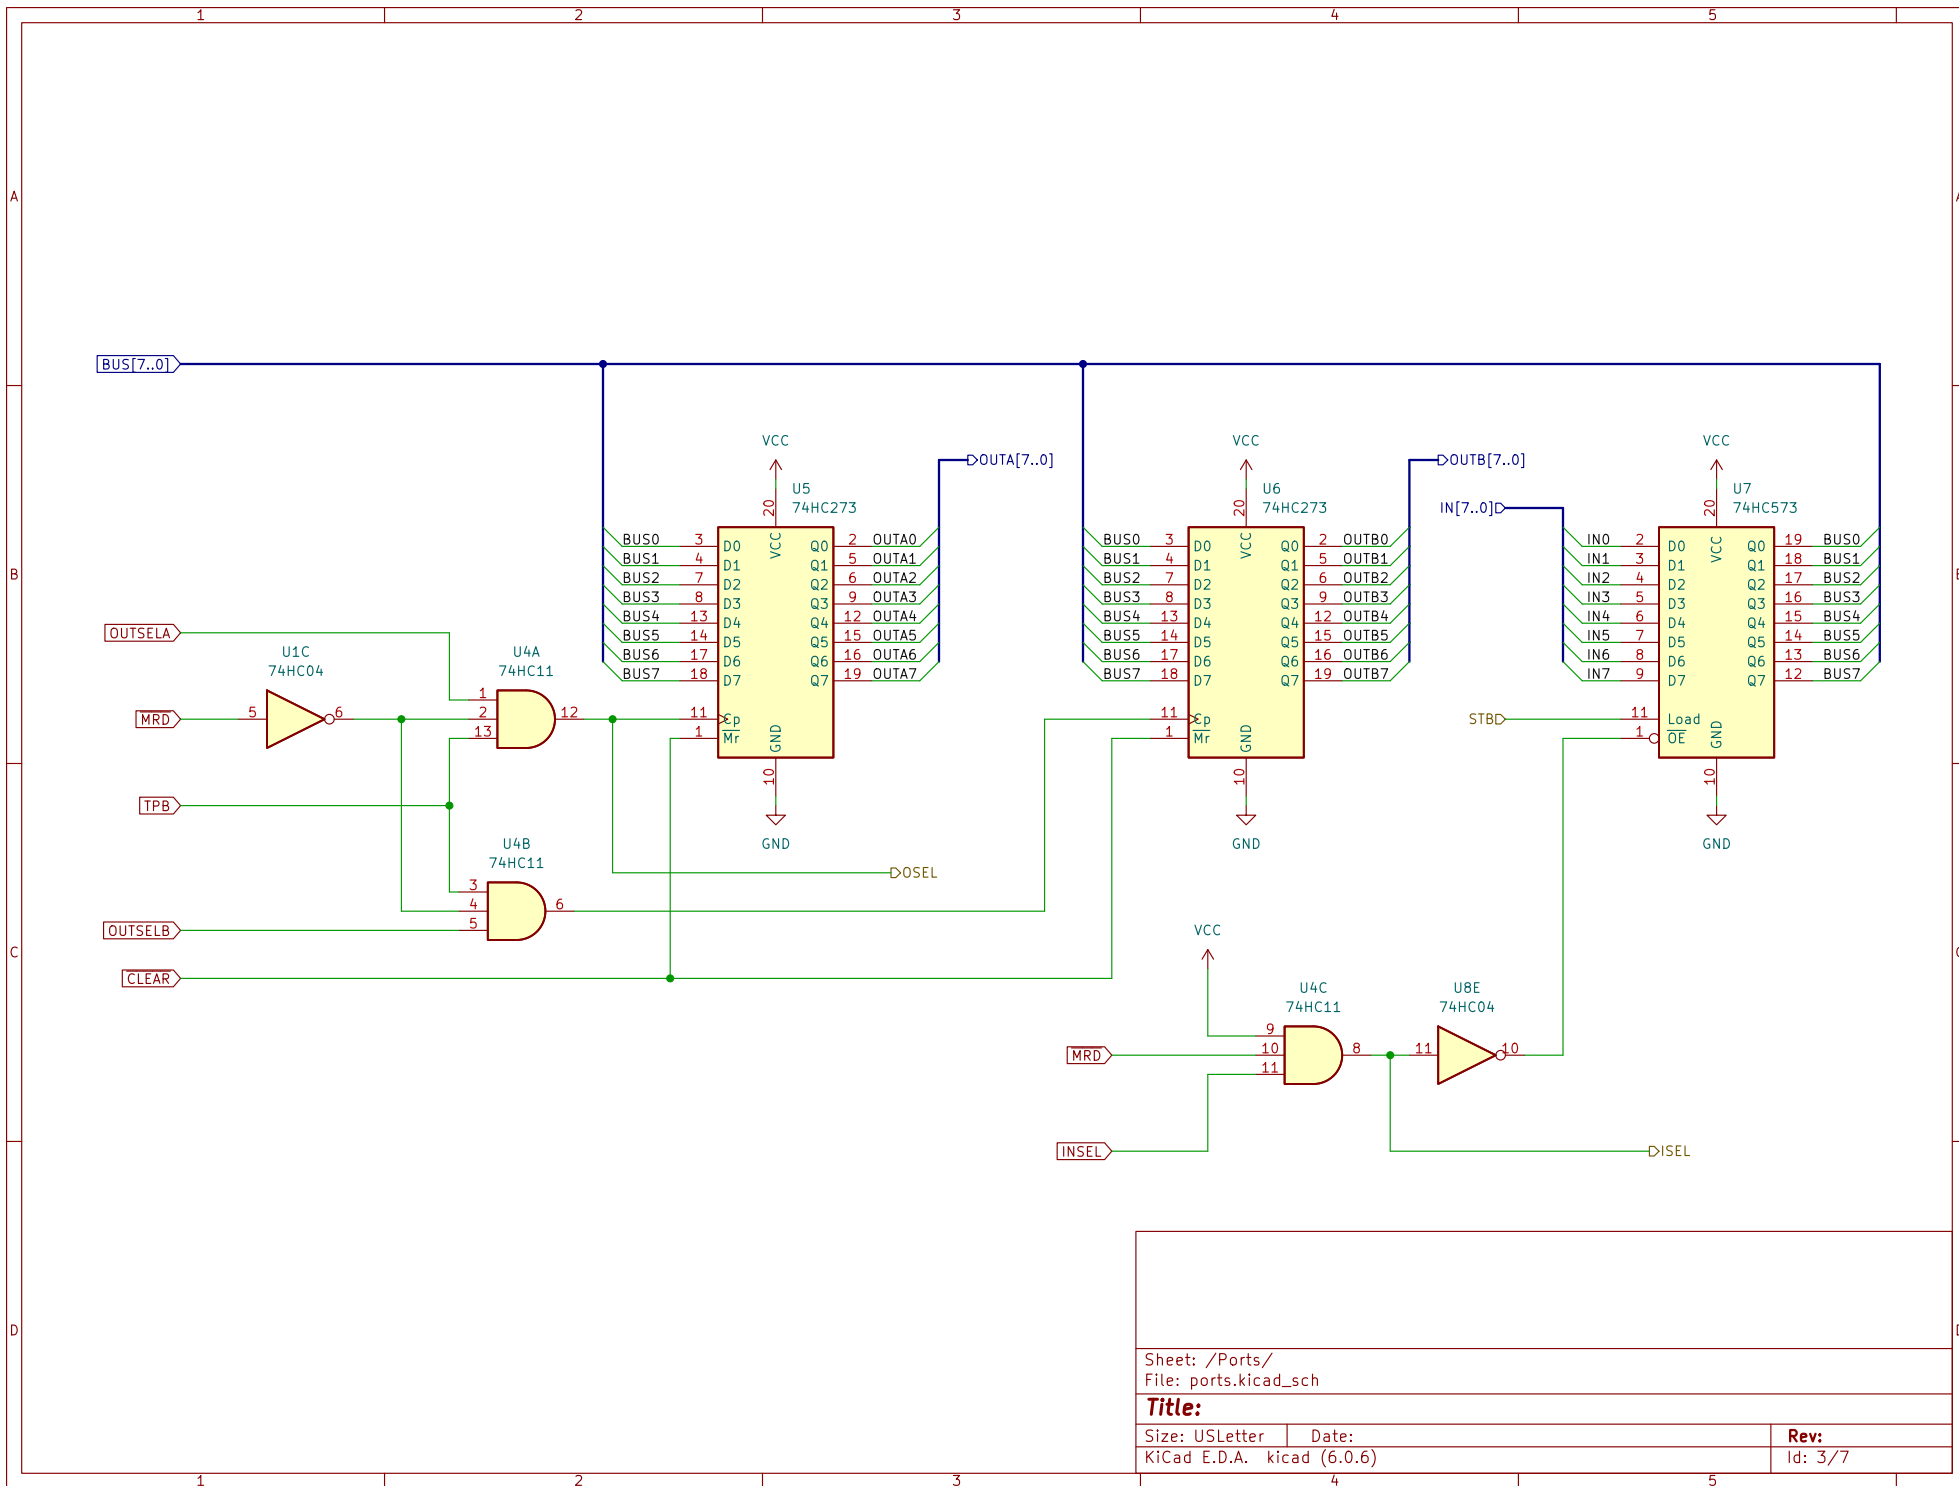 1 2 3 4 5
A
B
C
D
BUS[7..0]
OUTSELA
MRD
TPB
OUTSELB
CLEAR
U1C
74HC04
5 6
U4A
74HC11
1
2
13
12
U4B
74HC11
3
4
5
6
OSEL
VCC
U5
74HC273
20
VCC
BUS0 3 D0 Q0 2 OUTA0
BUS1 4 D1 Q1 5 OUTA1
BUS2 7 D2 Q2 6 OUTA2
BUS3 8 D3 Q3 9 OUTA3
BUS4 13 D4 Q4 12 OUTA4
BUS5 14 D5 Q5 15 OUTA5
BUS6 17 D6 Q6 16 OUTA6
BUS7 18 D7 Q7 19 OUTA7
11 Cp
1 Mr
GND
10
GND
OUTA[7..0]
VCC
U6
74HC273
20
VCC
BUS0 3 D0 Q0 2 OUTB0
BUS1 4 D1 Q1 5 OUTB1
BUS2 7 D2 Q2 6 OUTB2
BUS3 8 D3 Q3 9 OUTB3
BUS4 13 D4 Q4 12 OUTB4
BUS5 14 D5 Q5 15 OUTB5
BUS6 17 D6 Q6 16 OUTB6
BUS7 18 D7 Q7 19 OUTB7
11 Cp
1 Mr
GND
10
GND
OUTB[7..0]
IN[7..0]
VCC
U7
74HC573
20
VCC
IN0 2 D0 Q0 19 BUS0
IN1 3 D1 Q1 18 BUS1
IN2 4 D2 Q2 17 BUS2
IN3 5 D3 Q3 16 BUS3
IN4 6 D4 Q4 15 BUS4
IN5 7 D5 Q5 14 BUS5
IN6 8 D6 Q6 13 BUS6
IN7 9 D7 Q7 12 BUS7
STB 11 Load
1 OE
GND
10
GND
VCC
U4C
74HC11
9
MRD 10 8
11
INSEL
U8E
74HC04
11 10
ISEL
Sheet: /Ports/
File: ports.kicad_sch
Title:
Size: USLetter Date: Rev:
KiCad E.D.A. kicad (6.0.6) Id: 3/7
1 2 3 4 5